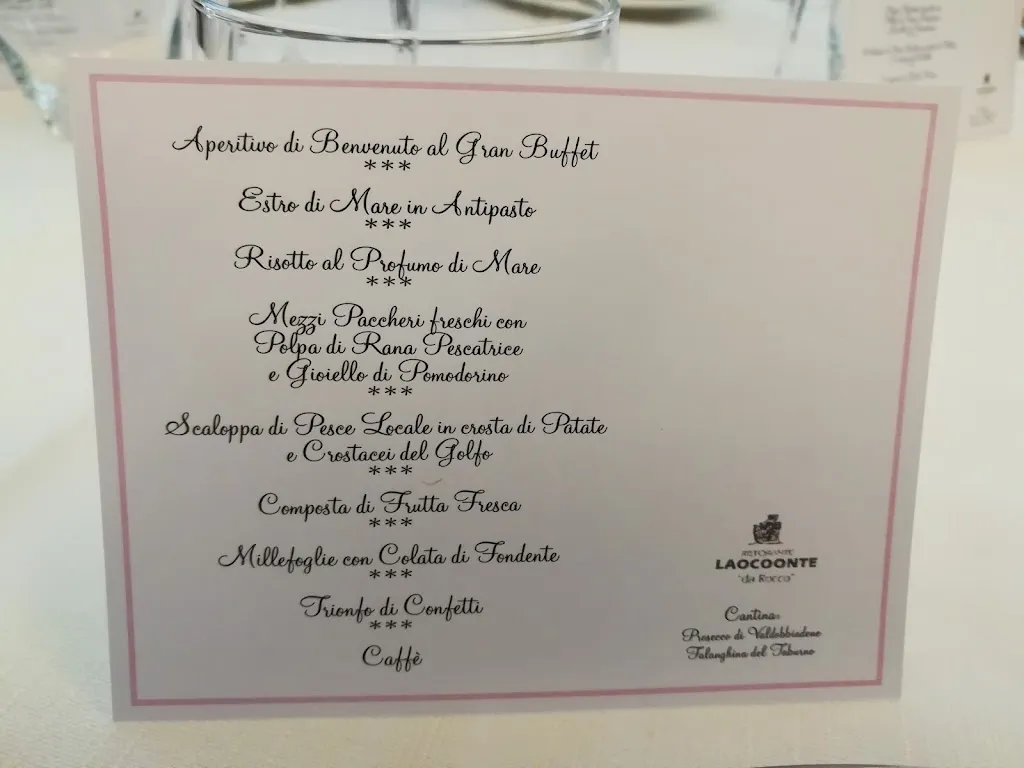 Aperitivo di Benvenuto al Gran Buffet
***
Estro di Mare in Antipasto
***
Risotto al Profumo di Mare
***
Mezzi Paccheri freschi con
Polpa di Rana Pescatrice
e Gioiello di Pomodorino
***
Scaloppa di Pesce Locale in crosta di Patate
e Crostacei del Golfo
***
Composta di Frutta Fresca
***
Millefoglie con Colata di Fondente
***
Trionfo di Confetti
***
Caffè
RISTORANTE
LAOCOONTE
"da Rocco"
Cantina:
Prosecco di Valdobbiadene
Falanghina del Taburno